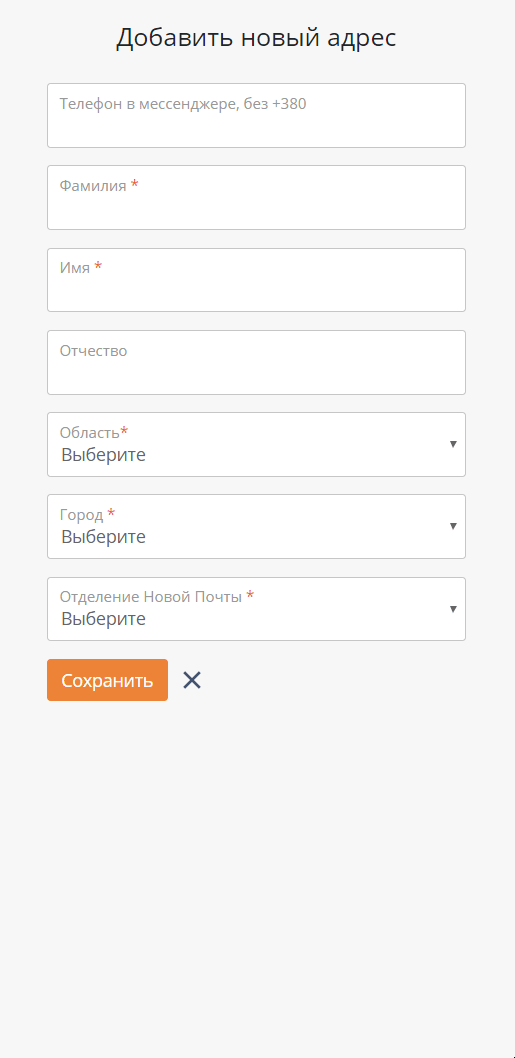 Добавить новый адрес
Телефон в мессенджере, без +380
Фамилия *
Имя *
Отчество
Область*
Выберите
Город *
Выберите
Отделение Новой Почты *
Выберите
Сохранить